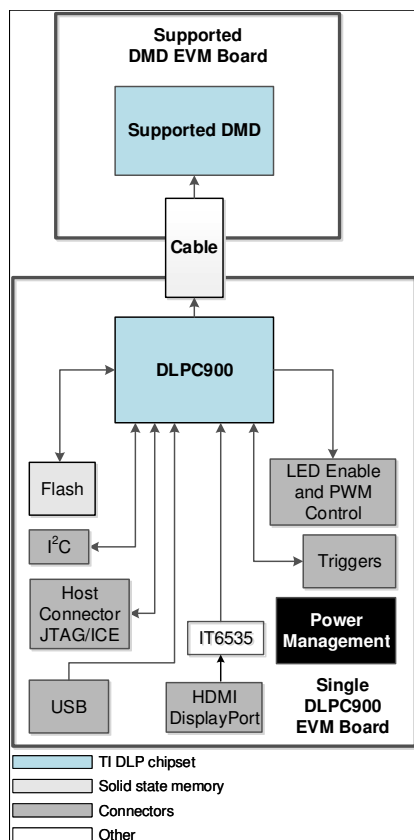 Supported
DMD EVM Board
Supported DMD
Cable
DLPC900
Flash
LED Enable
and PWM
Control
I²C
Triggers
Host
Connector
JTAG/ICE
IT6535
Power
Management
USB
HDMI
DisplayPort
Single
DLPC900
EVM Board
TI DLP chipset
Solid state memory
Connectors
Other